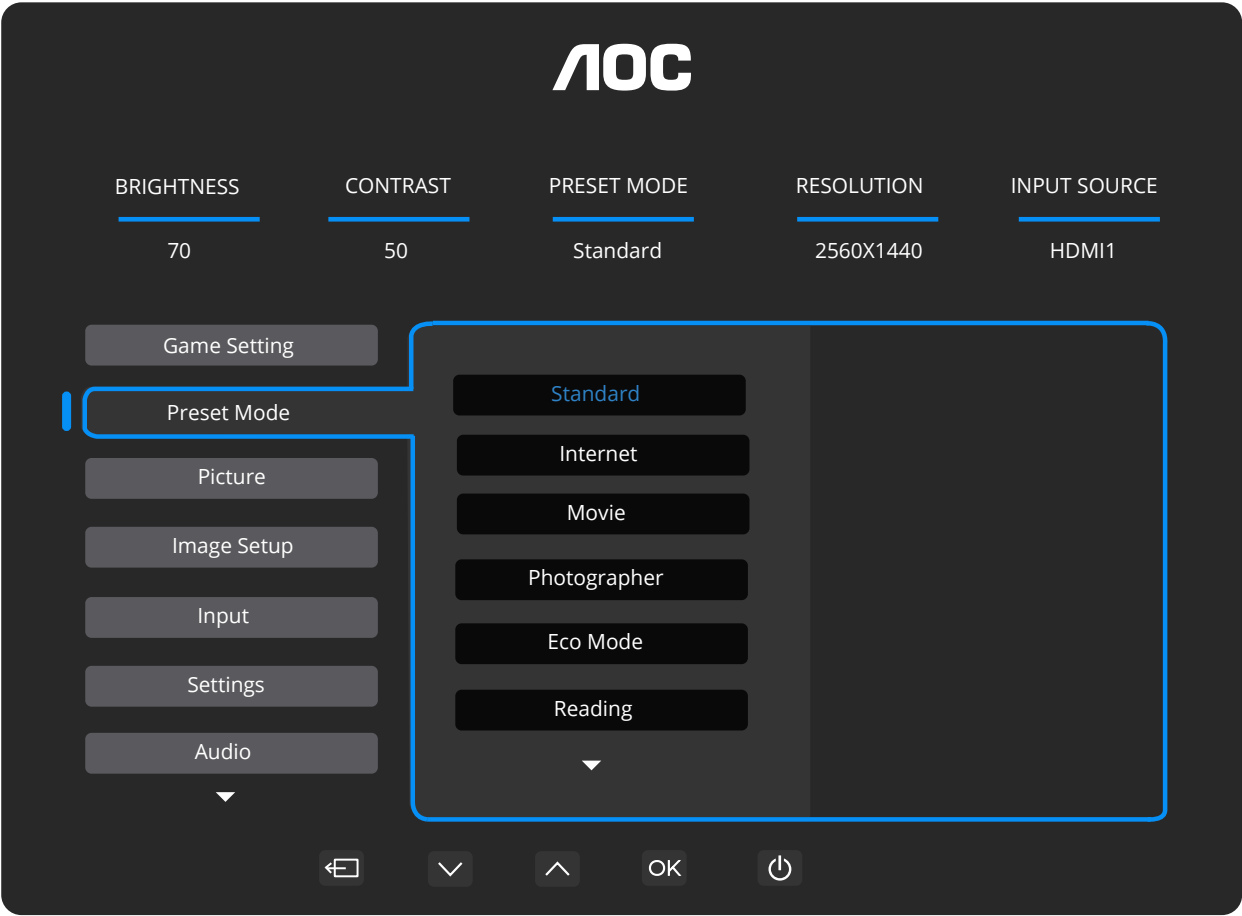 AOC
BRIGHTNESS CONTRAST PRESET MODE RESOLUTION INPUT SOURCE
70 50 Standard 2560X1440 HDMI1
Game Setting
Preset Mode
Picture
Image Setup
Input
Settings
Audio
Standard
Internet
Movie
Photographer
Eco Mode
Reading
OK